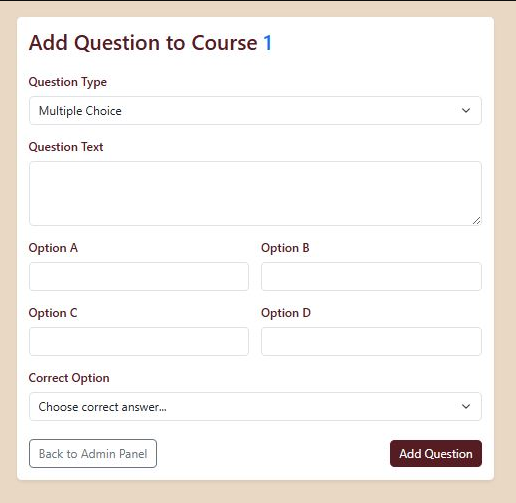 Add Question to Course 1
Question Type
Multiple Choice
Question Text
Option A
Option B
Option C
Option D
Correct Option
Choose correct answer...
Back to Admin Panel
Add Question